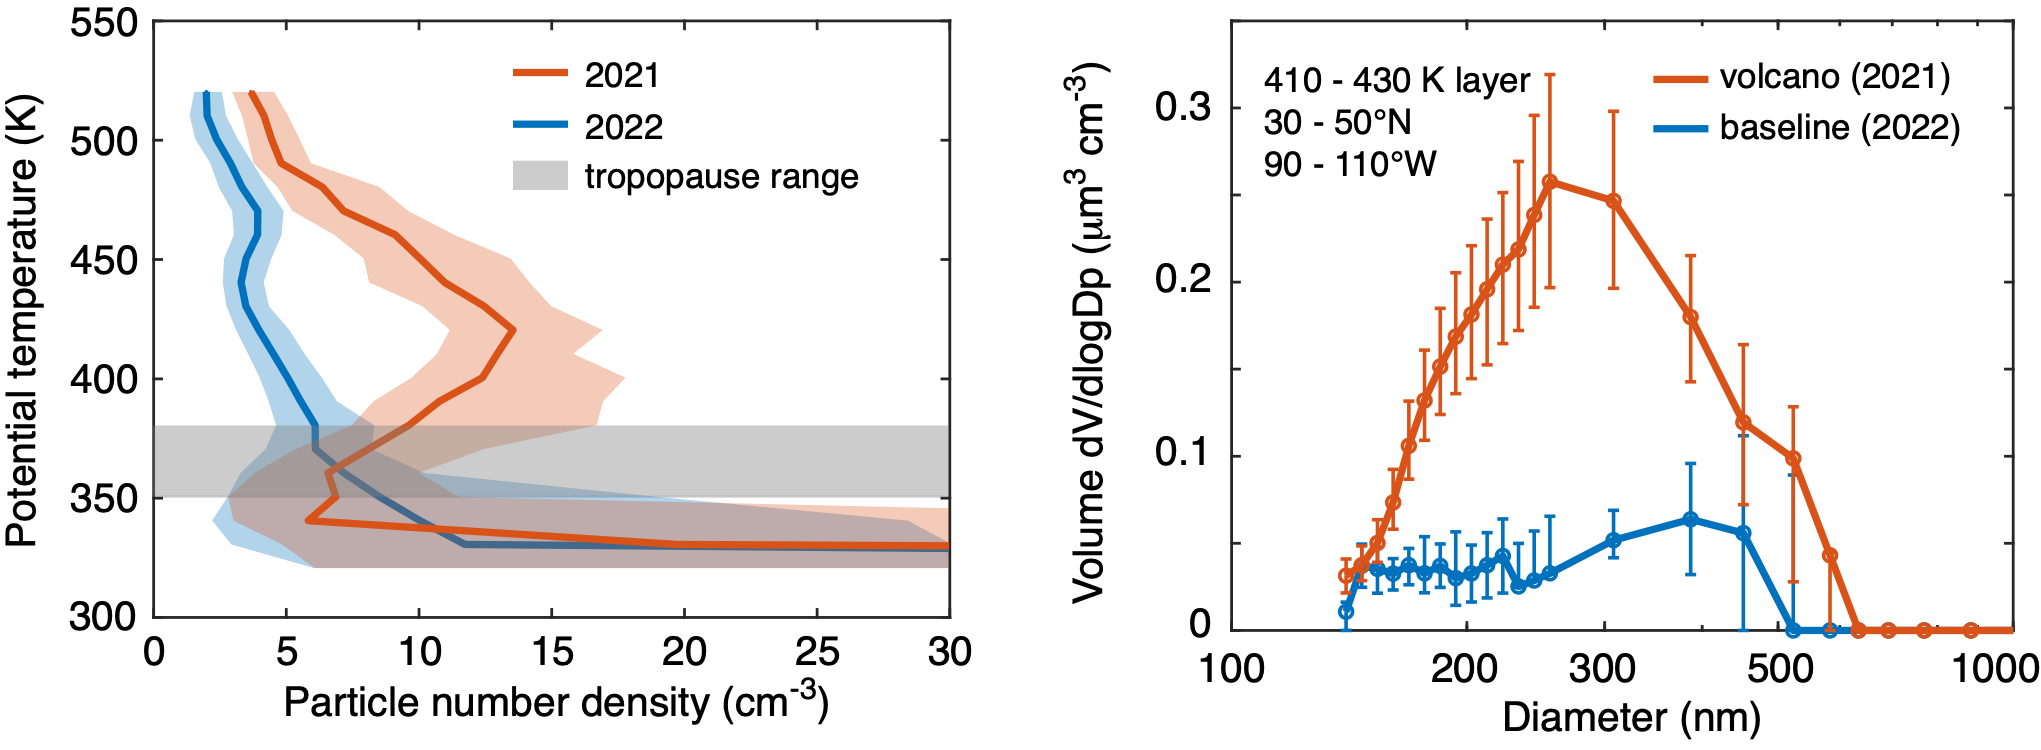 550
500
450
400
350
300
0 5 10 15 20 25 30
Potential temperature (K)
Particle number density (cm⁻³)
2021
2022
tropopause range
0.3
0.2
0.1
0
100 200 300 500 1000
Volume dV/dlogDp (μm³ cm⁻³)
Diameter (nm)
410 - 430 K layer
30 - 50°N
90 - 110°W
volcano (2021)
baseline (2022)